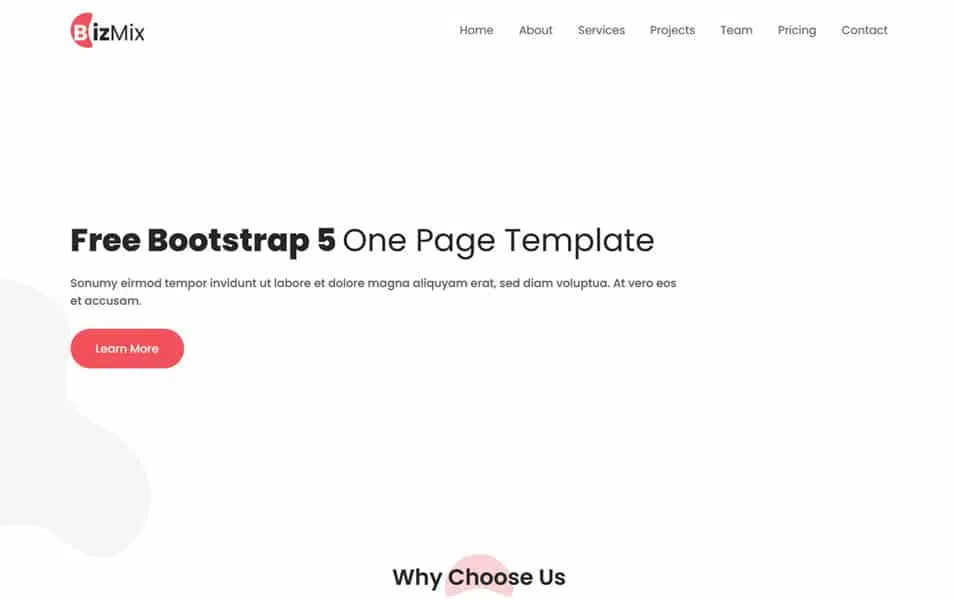 BizMix
Home About Services Projects Team Pricing Contact
Free Bootstrap 5 One Page Template
Sonumy eirmod tempor invidunt ut labore et dolore magna aliquyam erat, sed diam voluptua. At vero eos
et accusam.
Learn More
Why Choose Us